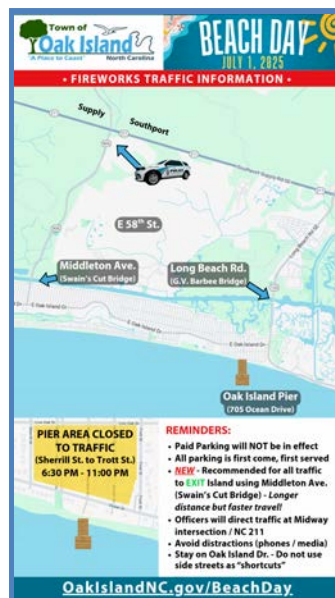 Town of
Oak Island
"A Place to Coast"
North Carolina
BEACH DAY
JULY 1, 2025
• FIREWORKS TRAFFIC INFORMATION •
Supply
Southport
E 58th St.
Middleton Ave.
(Swain's Cut Bridge)
Long Beach Rd.
(G.V. Barbee Bridge)
E Oak Island Dr
E Oak Island Dr
Oak Island Pier
(705 Ocean Drive)
PIER AREA CLOSED
TO TRAFFIC
(Sherrill St. to Trott St.)
6:30 PM - 11:00 PM
REMINDERS:
• Paid Parking will NOT be in effect
• All parking is first come, first served
• NEW - Recommended for all traffic
to EXIT Island using Middleton Ave.
(Swain's Cut Bridge) - Longer
distance but faster travel!
• Officers will direct traffic at Midway
intersection / NC 211
• Avoid distractions (phones / media)
• Stay on Oak Island Dr. - Do not use
side streets as "shortcuts"
OakIslandNC.gov/BeachDay